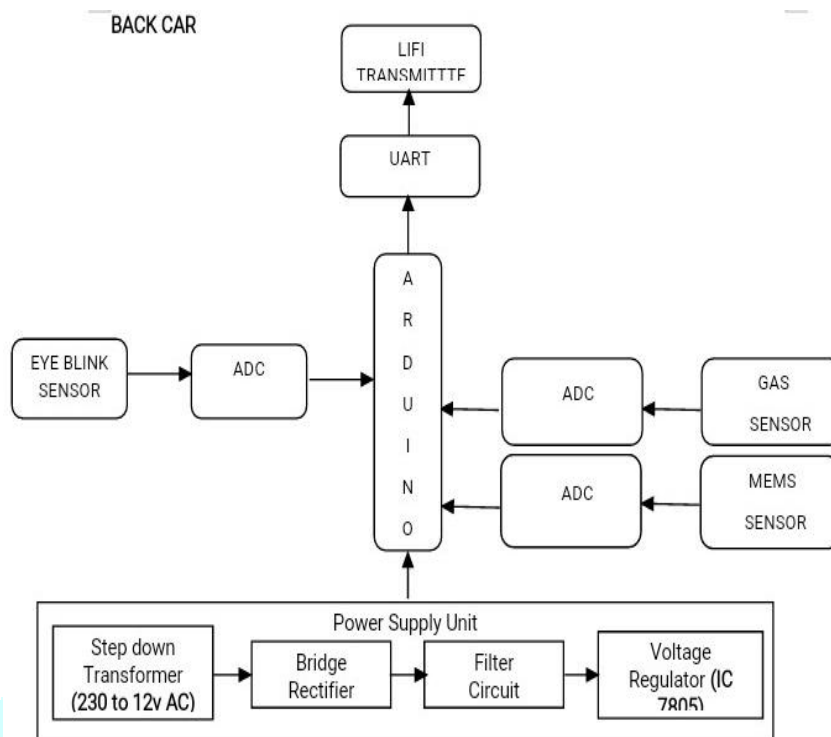 BACK CAR
LIFI
TRANSMITTTE
UART
A
R
D
U
I
N
O
EYE BLINK
SENSOR
ADC
ADC
GAS
SENSOR
ADC
MEMS
SENSOR
Power Supply Unit
Step down
Transformer
(230 to 12v AC)
Bridge
Rectifier
Filter
Circuit
Voltage
Regulator (IC
7805)